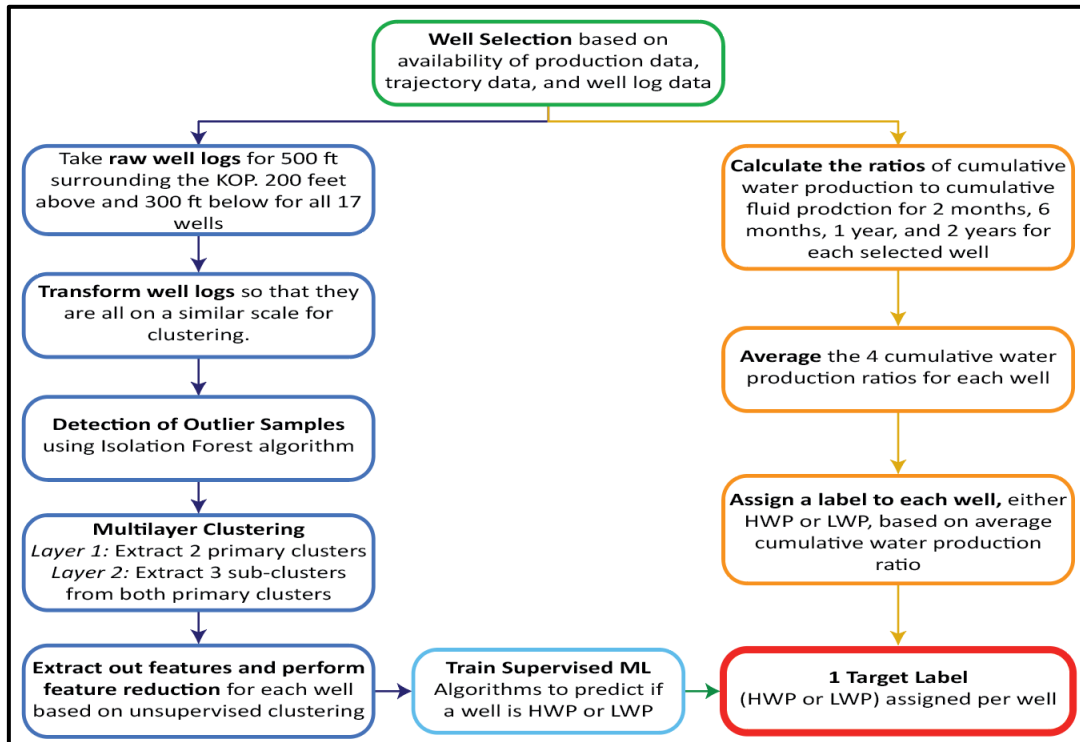 Well Selection based on
availability of production data,
trajectory data, and well log data
Take raw well logs for 500 ft
surrounding the KOP. 200 feet
above and 300 ft below for all 17
wells
Transform well logs so that they
are all on a similar scale for
clustering.
Detection of Outlier Samples
using Isolation Forest algorithm
Multilayer Clustering
Layer 1: Extract 2 primary clusters
Layer 2: Extract 3 sub-clusters
from both primary clusters
Extract out features and perform
feature reduction for each well
based on unsupervised clustering
Train Supervised ML
Algorithms to predict if
a well is HWP or LWP
Calculate the ratios of cumulative
water production to cumulative
fluid prodction for 2 months, 6
months, 1 year, and 2 years for
each selected well
Average the 4 cumulative water
production ratios for each well
Assign a label to each well, either
HWP or LWP, based on average
cumulative water production
ratio
1 Target Label
(HWP or LWP) assigned per well